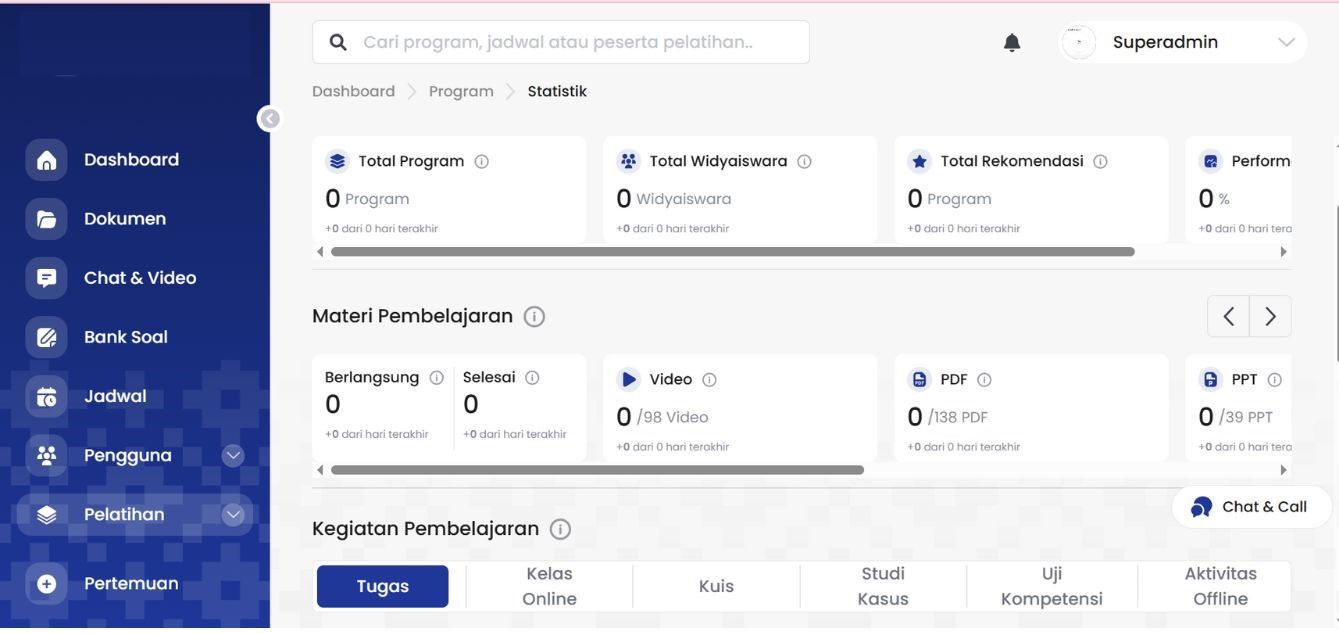 Cari program, jadwal atau peserta pelatihan..
Superadmin
Dashboard
Dokumen
Chat & Video
Bank Soal
Jadwal
Pengguna
Pelatihan
Pertemuan
Dashboard Program Statistik
Total Program
0 Program
+0 dari 0 hari terakhir
Total Widyaiswara
0 Widyaiswara
+0 dari 0 hari terakhir
Total Rekomendasi
0 Program
+0 dari 0 hari terakhir
Perform
0 %
+0 dari 0 hari tera
Materi Pembelajaran
Berlangsung
0
+0 dari hari terakhir
Selesai
0
+0 dari hari terakhir
Video
0 /98 Video
+0 dari 0 hari terakhir
PDF
0 /138 PDF
+0 dari 0 hari terakhir
PPT
0 /39 PPT
+0 dari 0 hari tera
Chat & Call
Kegiatan Pembelajaran
Tugas
Kelas
Online
Kuis
Studi
Kasus
Uji
Kompetensi
Aktivitas
Offline